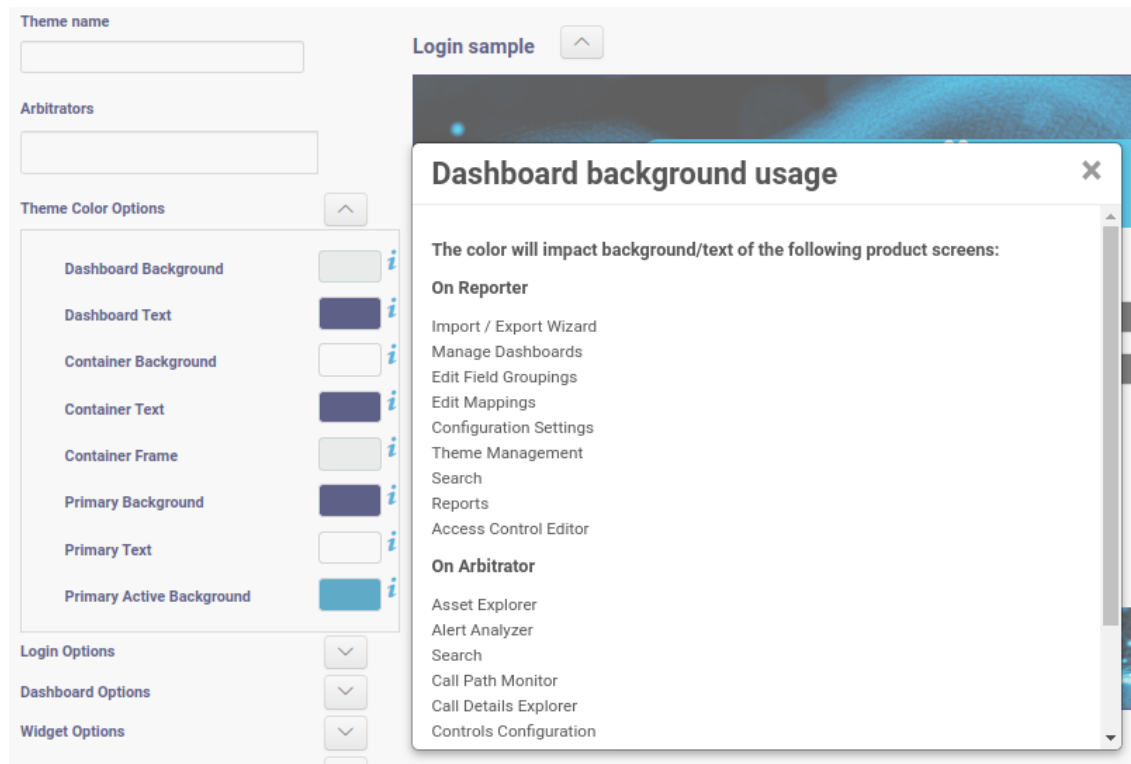 Theme name
Arbitrators
Theme Color Options
Dashboard Background
Dashboard Text
Container Background
Container Text
Container Frame
Primary Background
Primary Text
Primary Active Background
Login Options
Dashboard Options
Widget Options
Login sample
Dashboard background usage
The color will impact background/text of the following product screens:
On Reporter
Import / Export Wizard
Manage Dashboards
Edit Field Groupings
Edit Mappings
Configuration Settings
Theme Management
Search
Reports
Access Control Editor
On Arbitrator
Asset Explorer
Alert Analyzer
Search
Call Path Monitor
Call Details Explorer
Controls Configuration